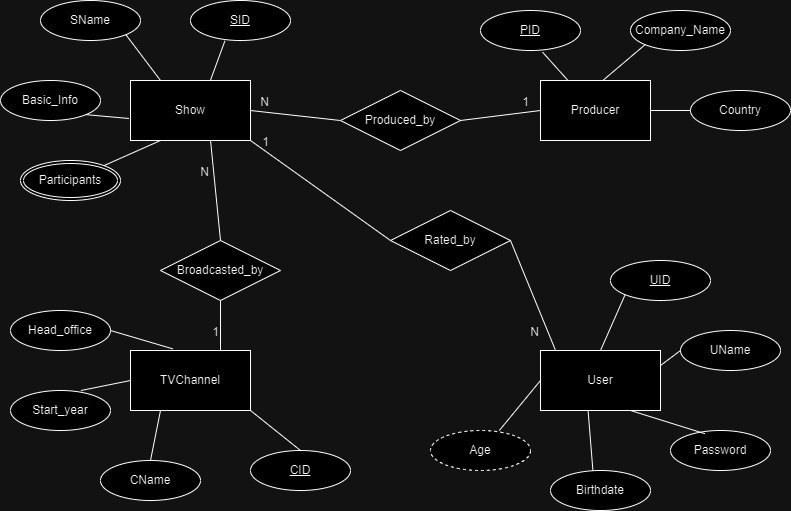 SName
SID
PID
Company_Name
Basic_Info
Show
N
Produced_by
1
Producer
Country
1
Participants
N
Rated_by
Broadcasted_by
UID
Head_office
1
N
UName
TVChannel
User
Start_year
Age
Password
CName
CID
Birthdate